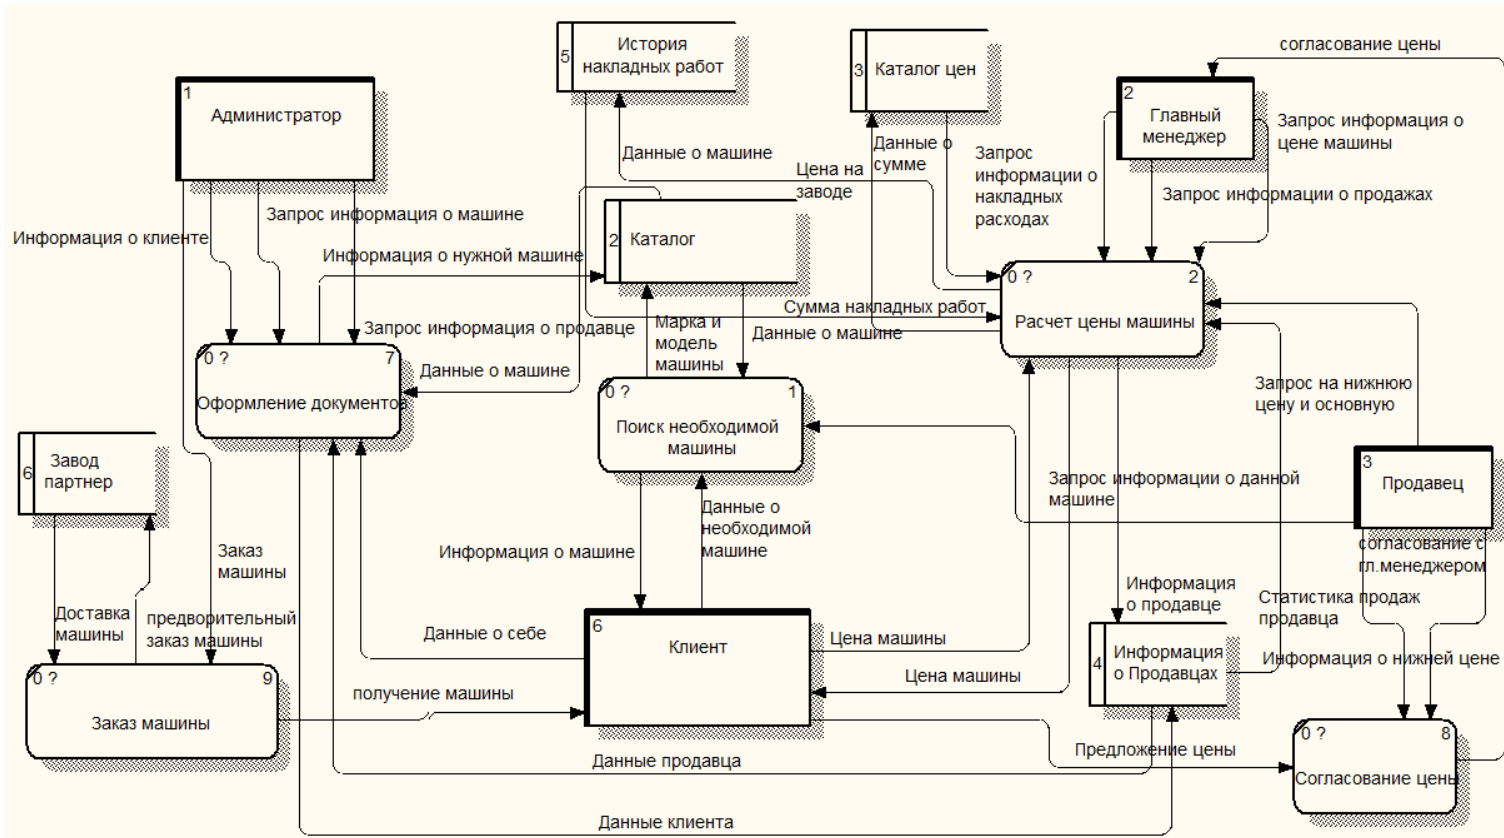 согласование цены
5
История
накладных работ
3
Каталог цен
1
Администратор
2
Главный
менеджер
Запрос информация о
цене машины
Данные о машине
Данные о
сумме
Запрос
информации о
накладных
расходах
Цена на
заводе
Запрос информации о продажах
Запрос информация о машине
Информация о клиенте
2
Каталог
Информация о нужной машине
0 ?
2
Расчет цены машины
Сумма накладных работ
Запрос информация о продавце
Марка и
модель
машины
Данные о машине
0 ?
7
Оформление документов
Данные о машине
0 ?
1
Поиск необходимой
машины
Запрос на нижнюю
цену и основную
6
Завод
партнер
3
Продавец
Запрос информации о данной
машине
Данные о
необходимой
машине
Информация о машине
Заказ
машины
согласование с
гл.менеджером
Информация
о продавце
Статистика продаж
продавца
Доставка
машины
предворительный
заказ машины
Данные о себе
6
Клиент
Цена машины
4
Информация
о Продавцах
Информация о нижней цене
Цена машины
0 ?
9
Заказ машины
получение машины
0 ?
8
Согласование цены
Предложение цены
Данные продавца
Данные клиента